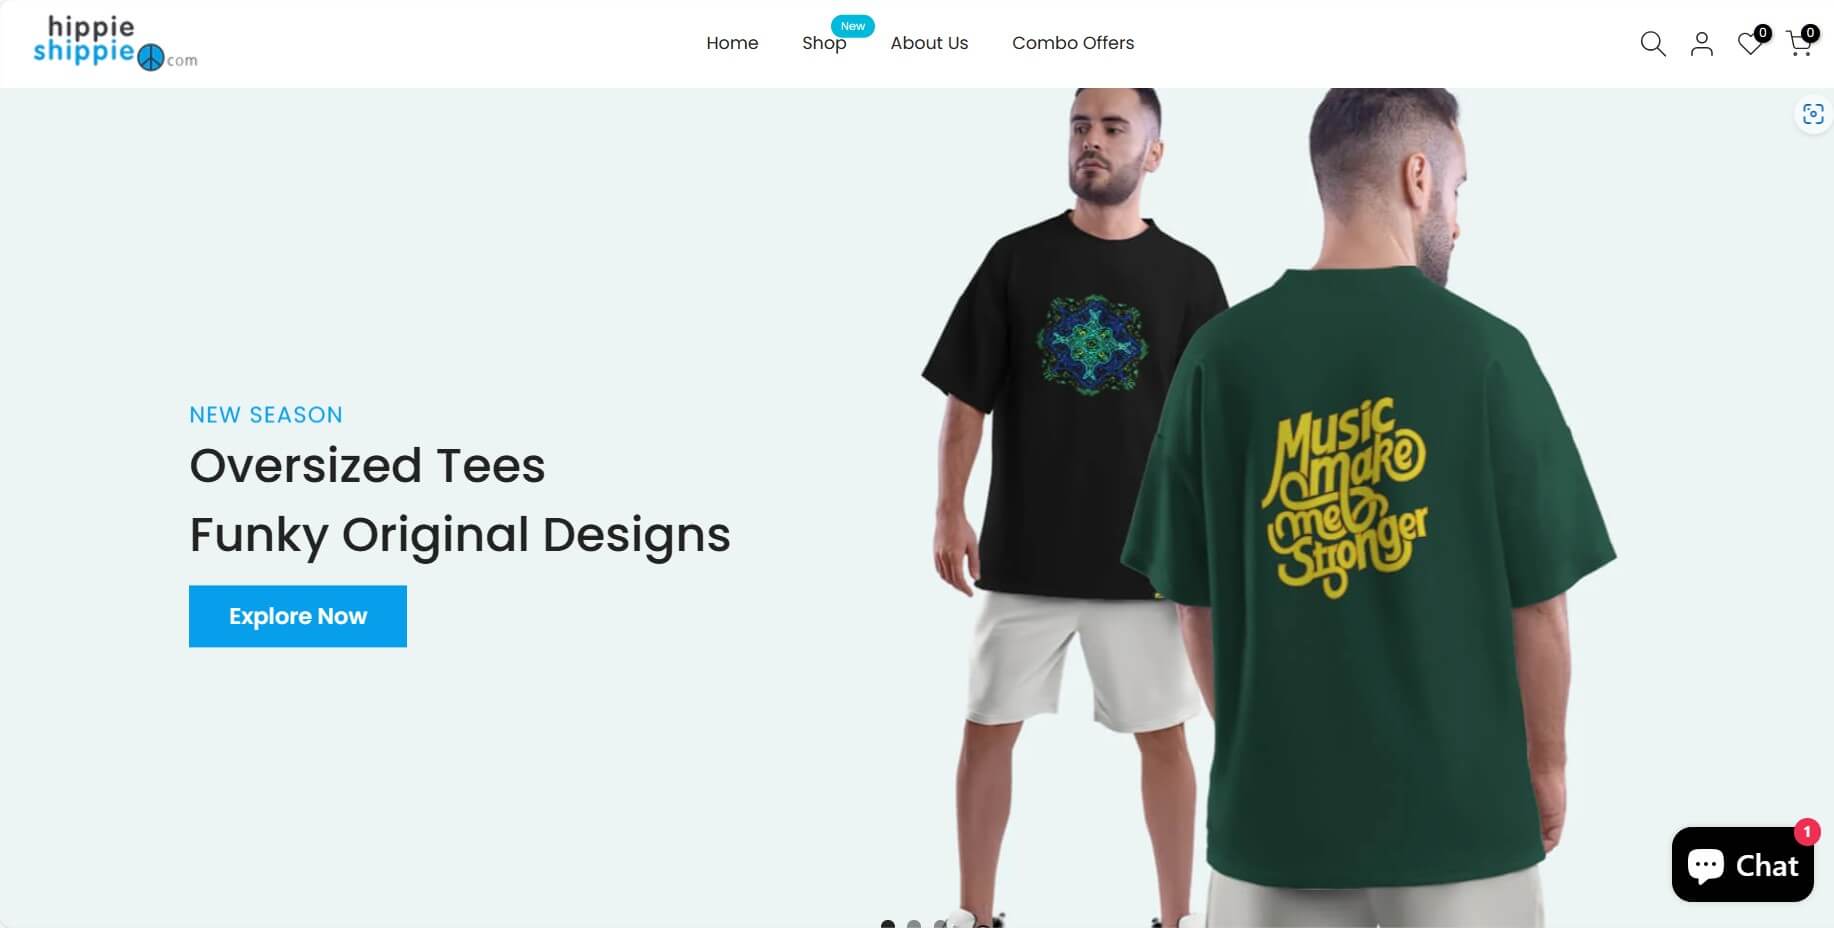 hippie
shippie
com
Home
Shop
New
About Us
Combo Offers
0
0
NEW SEASON
Oversized Tees
Funky Original Designs
Explore Now
Music
make
me
Stronger
1
Chat